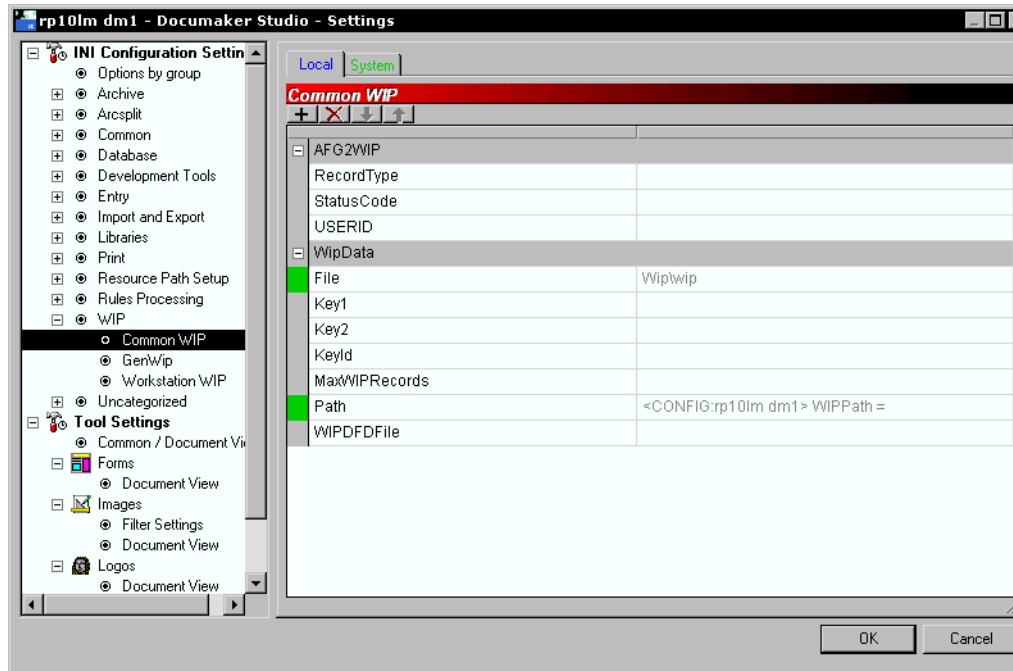 rp10lm dm1 - Documaker Studio - Settings
INI Configuration Settin
Options by group
Archive
Arcsplit
Common
Database
Development Tools
Entry
Import and Export
Libraries
Print
Resource Path Setup
Rules Processing
WIP
Common WIP
GenWip
Workstation WIP
Uncategorized
Tool Settings
Common / Document Vi
Forms
Document View
Images
Filter Settings
Document View
Logos
Document View
Local System
Common WIP
AFG2WIP
RecordType
StatusCode
USERID
WipData
File Wip\wip
Key1
Key2
KeyId
MaxWIPRecords
Path <CONFIG:rp10lm dm1> WIPPath =
WIPDFDFile
OK Cancel